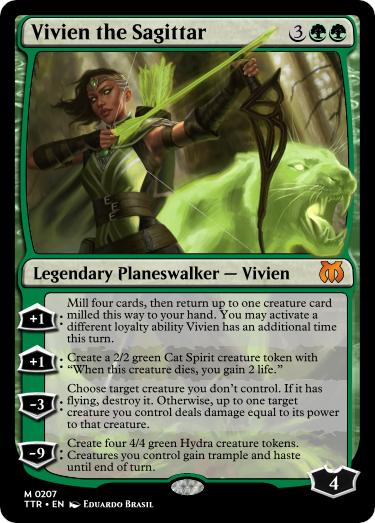 Vivien the Sagittar 3
Legendary Planeswalker — Vivien
+1
Mill four cards, then return up to one creature card
milled this way to your hand. You may activate a
different loyalty ability Vivien has an additional time
this turn.
+1
Create a 2/2 green Cat Spirit creature token with
“When this creature dies, you gain 2 life.”
-3
Choose target creature you don't control. If it has
flying, destroy it. Otherwise, up to one target
creature you control deals damage equal to its power
to that creature.
-9
Create four 4/4 green Hydra creature tokens.
Creatures you control gain trample and haste
until end of turn.
4
M 0207
TTR • EN Eduardo Brasil